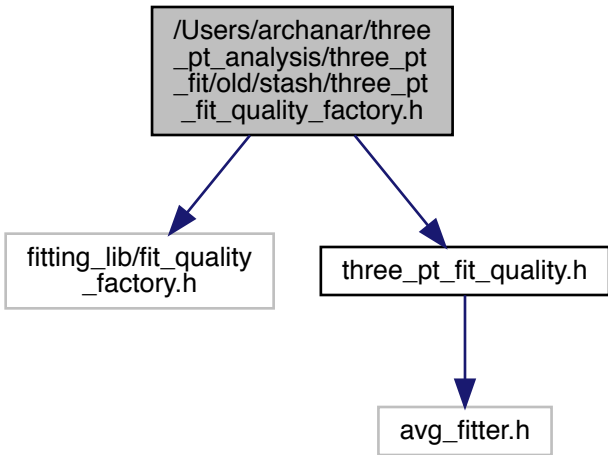 /Users/archanar/three
_pt_analysis/three_pt
_fit/old/stash/three_pt
_fit_quality_factory.h
fitting_lib/fit_quality
_factory.h
three_pt_fit_quality.h
avg_fitter.h